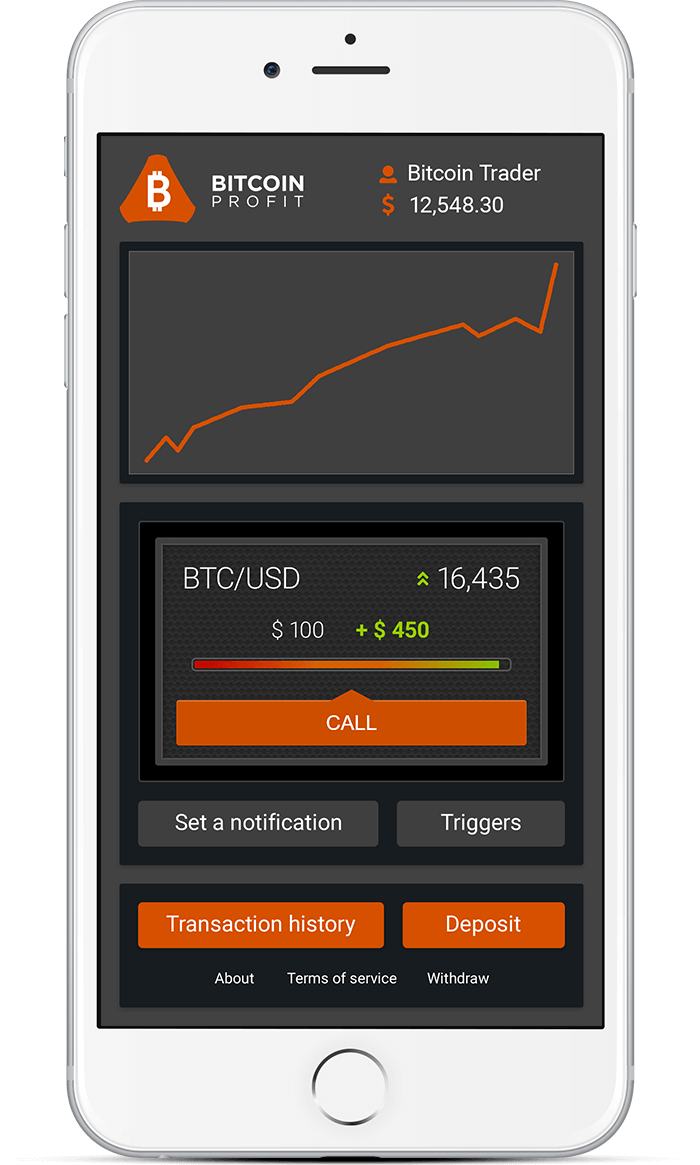 BITCOIN
PROFIT
Bitcoin Trader
$ 12,548.30
BTC/USD 16,435
$ 100 + $ 450
CALL
Set a notification Triggers
Transaction history Deposit
About Terms of service Withdraw